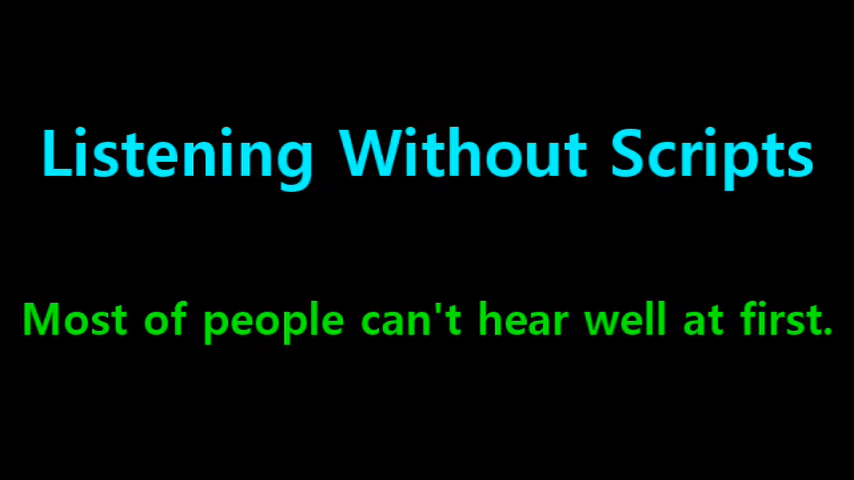 Listening Without Scripts
Most of people can't hear well at first.